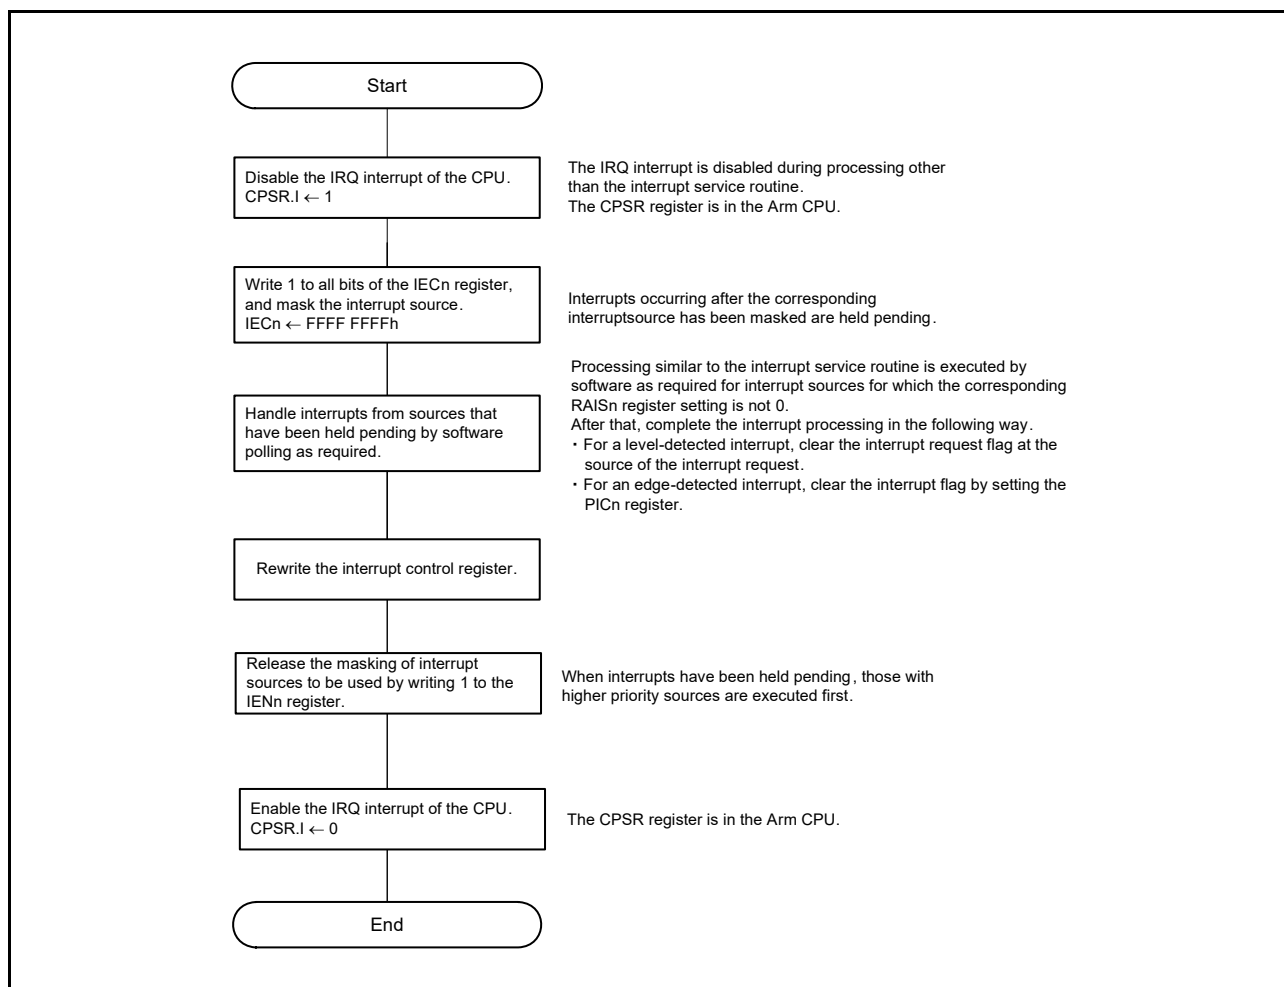 Start
Disable the IRQ interrupt of the CPU.
CPSR.I ← 1
The IRQ interrupt is disabled during processing other
than the interrupt service routine.
The CPSR register is in the Arm CPU.
Write 1 to all bits of the IECn register,
and mask the interrupt source.
IECn ← FFFF FFFFh
Interrupts occurring after the corresponding
interruptsource has been masked are held pending.
Handle interrupts from sources that
have been held pending by software
polling as required.
Processing similar to the interrupt service routine is executed by
software as required for interrupt sources for which the corresponding
RAISn register setting is not 0.
After that, complete the interrupt processing in the following way.
・For a level-detected interrupt, clear the interrupt request flag at the
source of the interrupt request.
・For an edge-detected interrupt, clear the interrupt flag by setting the
PICn register.
Rewrite the interrupt control register.
Release the masking of interrupt
sources to be used by writing 1 to the
IENn register.
When interrupts have been held pending, those with
higher priority sources are executed first.
Enable the IRQ interrupt of the CPU.
CPSR.I ← 0
The CPSR register is in the Arm CPU.
End